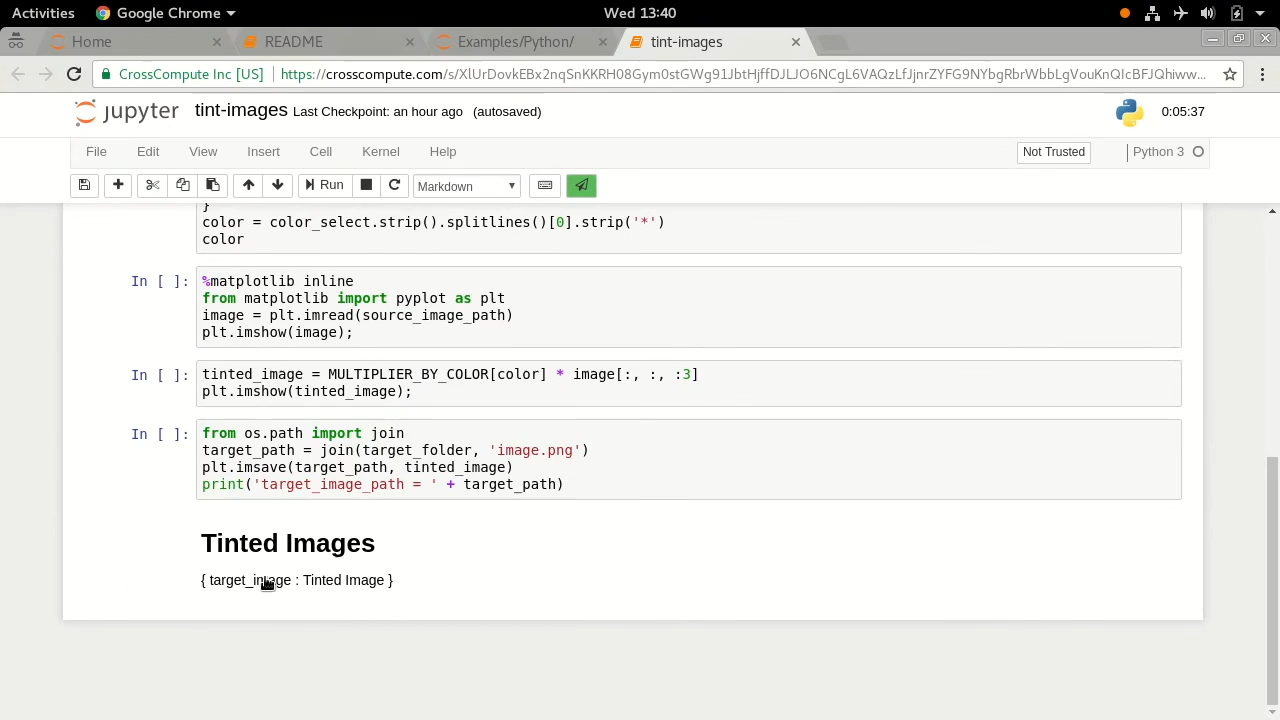 Activities Google Chrome Wed 13:40
Home README Examples/Python/ tint-images
CrossCompute Inc [US] https://crosscompute.com/s/XlUrDovkEBx2nqSnKKRH08Gym0stGWg91JbtHjffDJLJO6NCgL6VAQzLfJjnrZYFG9NYbgRbrWbbLgVouKnQIcBFJQhiww...
jupyter tint-images Last Checkpoint: an hour ago (autosaved) 0:05:37
File Edit View Insert Cell Kernel Help Not Trusted Python 3
Run Markdown
}
color = color_select.strip().splitlines()[0].strip('*')
color
In [ ]: %matplotlib inline
from matplotlib import pyplot as plt
image = plt.imread(source_image_path)
plt.imshow(image);
In [ ]: tinted_image = MULTIPLIER_BY_COLOR[color] * image[:, :, :3]
plt.imshow(tinted_image);
In [ ]: from os.path import join
target_path = join(target_folder, 'image.png')
plt.imsave(target_path, tinted_image)
print('target_image_path = ' + target_path)
Tinted Images
{ target_image : Tinted Image }